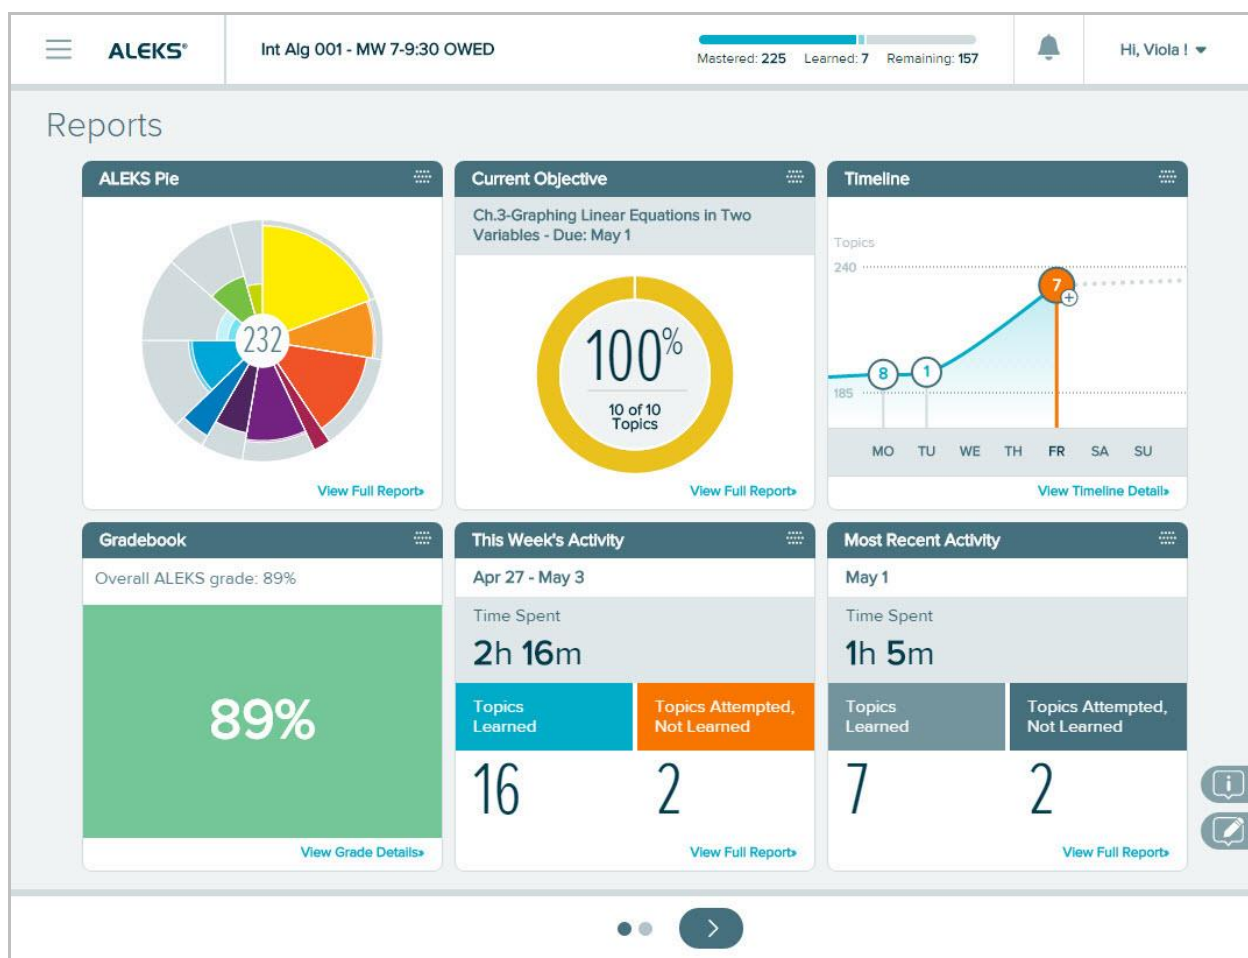 ALEKS®
Int Alg 001 - MW 7-9:30 OWED
Mastered: 225 Learned: 7 Remaining: 157
Hi, Viola !
Reports
ALEKS Pie
232
View Full Report»
Current Objective
Ch.3-Graphing Linear Equations in Two
Variables - Due: May 1
100%
10 of 10
Topics
View Full Report»
Timeline
Topics
240
7
8
1
185
MO TU WE TH FR SA SU
View Timeline Detail»
Gradebook
Overall ALEKS grade: 89%
89%
View Grade Details»
This Week's Activity
Apr 27 - May 3
Time Spent
2h 16m
Topics
Learned
Topics Attempted,
Not Learned
16
2
View Full Report»
Most Recent Activity
May 1
Time Spent
1h 5m
Topics
Learned
Topics Attempted,
Not Learned
7
2
View Full Report»